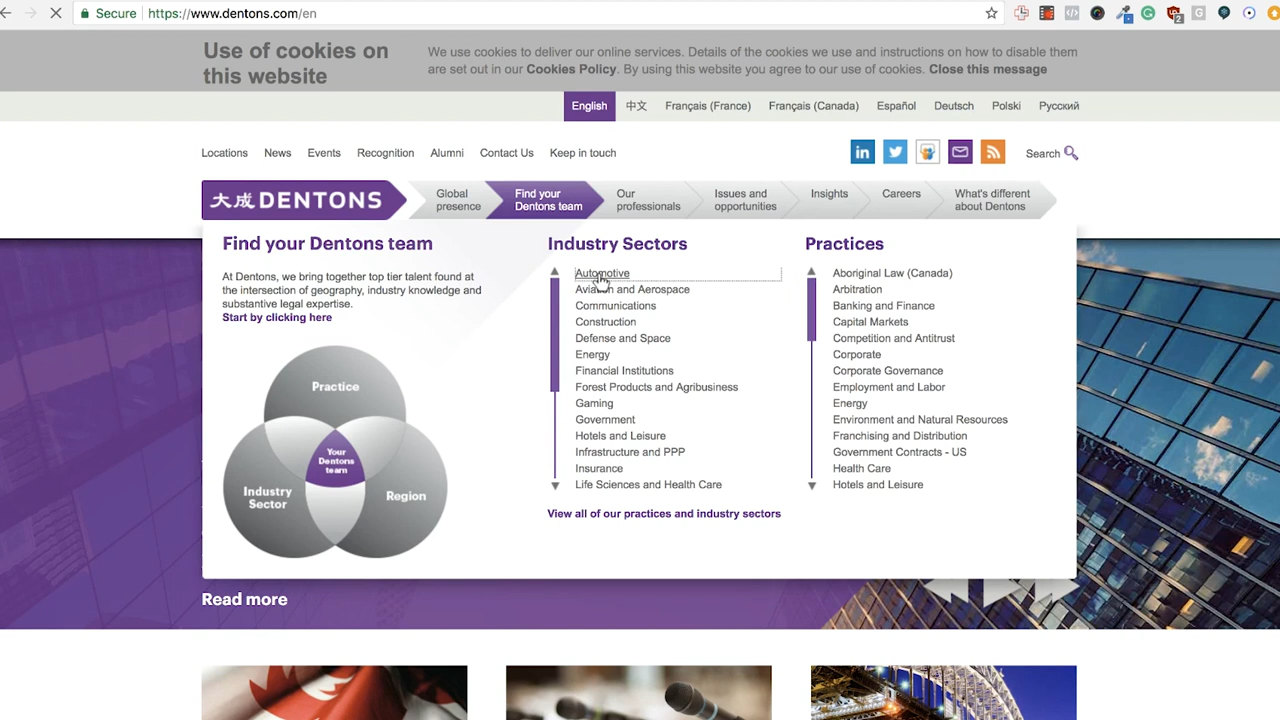 Secure https://www.dentons.com/en
2
G
Use of cookies on
this website
We use cookies to deliver our online services. Details of the cookies we use and instructions on how to disable them
are set out in our Cookies Policy. By using this website you agree to our use of cookies. Close this message
English 中文 Français (France) Français (Canada) Español Deutsch Polski Русский
Locations News Events Recognition Alumni Contact Us Keep in touch
in
Search
大成 DENTONS
Global
presence
Find your
Dentons team
Our
professionals
Issues and
opportunities
Insights
Careers
What's different
about Dentons
Find your Dentons team
At Dentons, we bring together top tier talent found at
the intersection of geography, industry knowledge and
substantive legal expertise.
Start by clicking here
Practice
Your
Dentons
team
Industry
Sector
Region
Industry Sectors
Automotive
Aviation and Aerospace
Communications
Construction
Defense and Space
Energy
Financial Institutions
Forest Products and Agribusiness
Gaming
Government
Hotels and Leisure
Infrastructure and PPP
Insurance
Life Sciences and Health Care
View all of our practices and industry sectors
Practices
Aboriginal Law (Canada)
Arbitration
Banking and Finance
Capital Markets
Competition and Antitrust
Corporate
Corporate Governance
Employment and Labor
Energy
Environment and Natural Resources
Franchising and Distribution
Government Contracts - US
Health Care
Hotels and Leisure
Read more